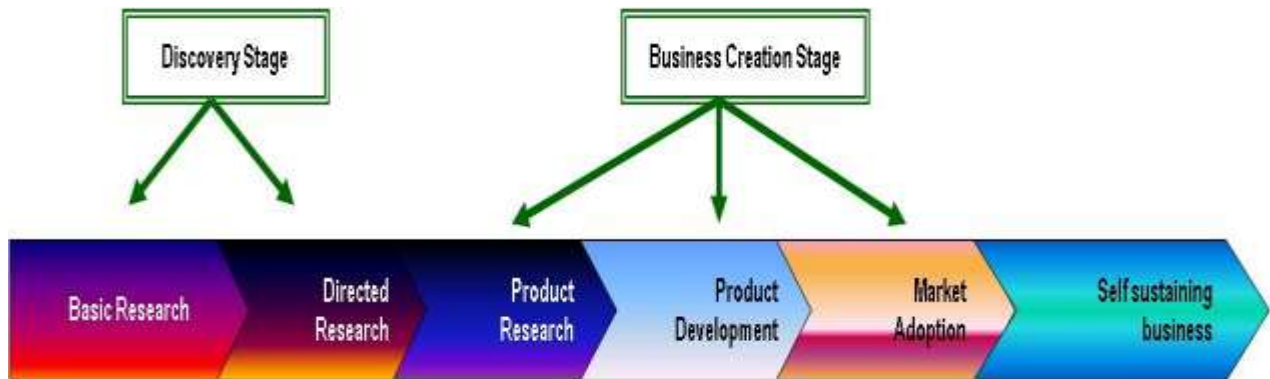 Discovery Stage
Business Creation Stage
Basic Research
Directed
Research
Product
Research
Product
Development
Market
Adoption
Self sustaining
business